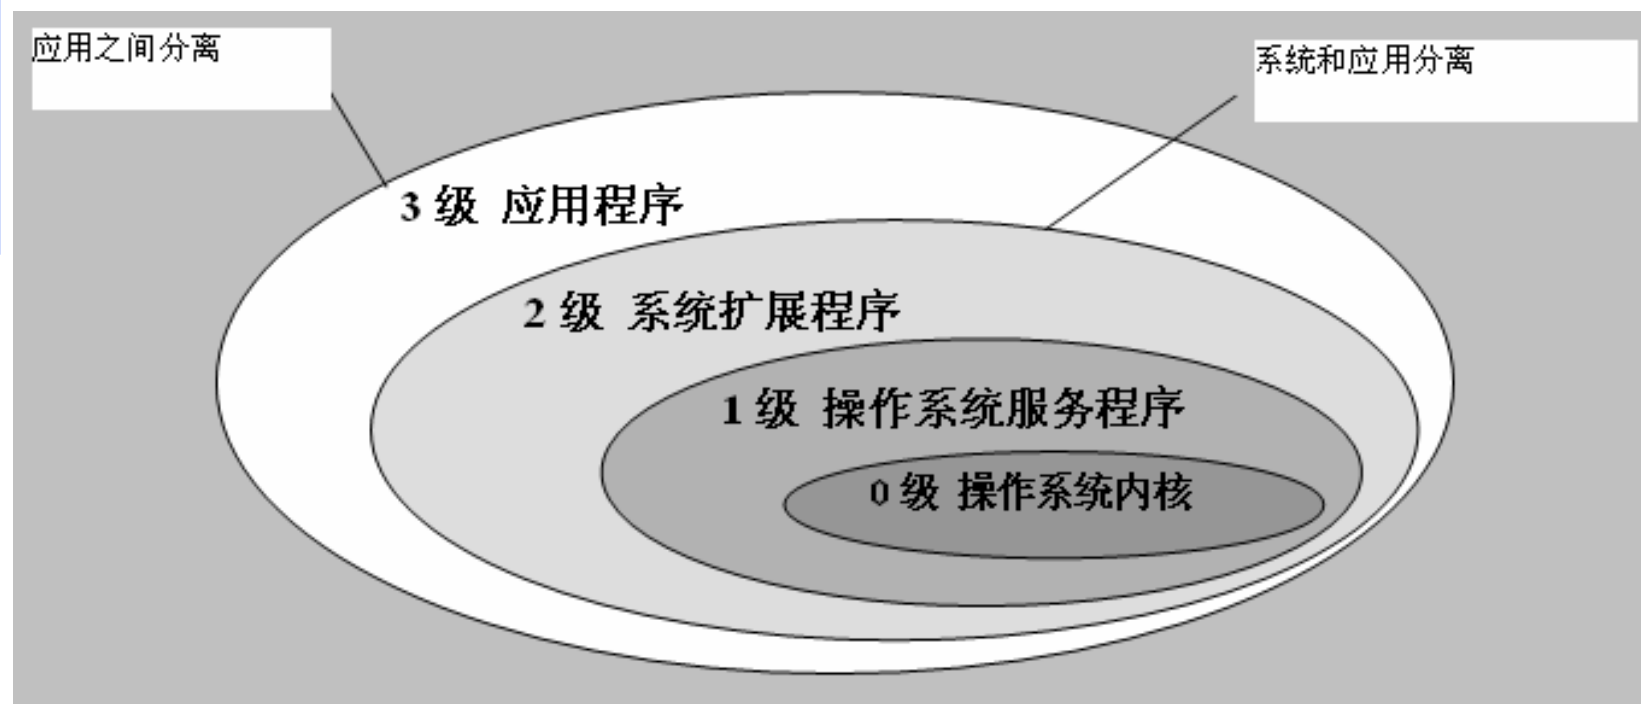 应用之间分离
系统和应用分离
3 级 应用程序
2 级 系统扩展程序
1 级 操作系统服务程序
0 级 操作系统内核